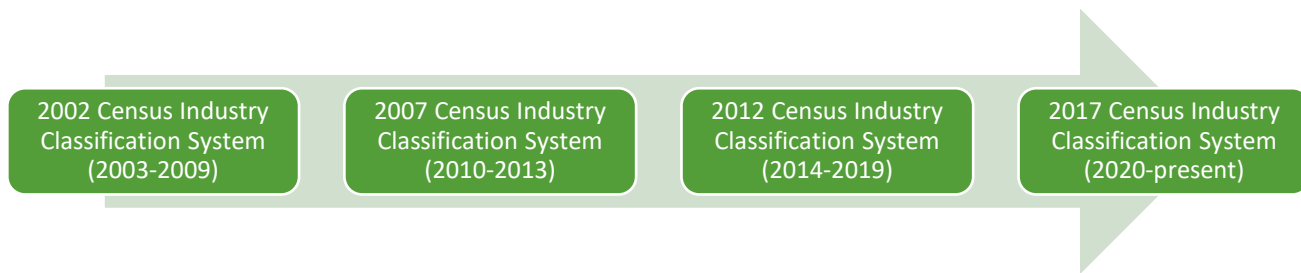 2002 Census Industry
Classification System
(2003-2009)
2007 Census Industry
Classification System
(2010-2013)
2012 Census Industry
Classification System
(2014-2019)
2017 Census Industry
Classification System
(2020-present)